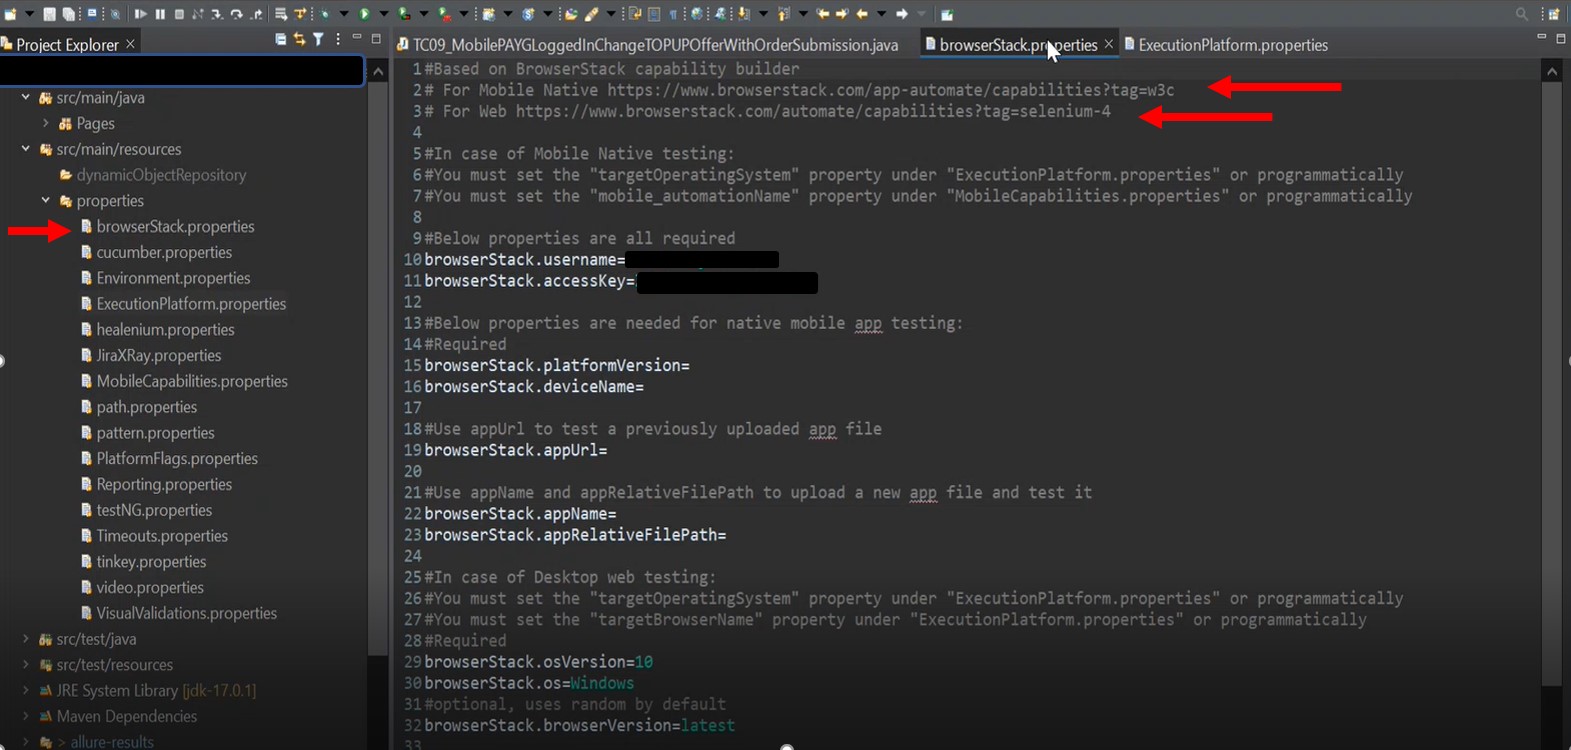 Project Explorer
TC09_MobilePAYGLoggedInChangeTOPUPOfferWithOrderSubmission.java
browserStack.properties
ExecutionPlatform.properties
src/main/java
Pages
src/main/resources
dynamicObjectRepository
properties
browserStack.properties
cucumber.properties
Environment.properties
ExecutionPlatform.properties
healenium.properties
JiraXRay.properties
MobileCapabilities.properties
path.properties
pattern.properties
PlatformFlags.properties
Reporting.properties
testNG.properties
Timeouts.properties
tinkey.properties
video.properties
VisualValidations.properties
src/test/java
src/test/resources
JRE System Library [jdk-17.0.1]
Maven Dependencies
> allure-results
1 #Based on BrowserStack capability builder
2 # For Mobile Native https://www.browserstack.com/app-automate/capabilities?tag=w3c
3 # For Web https://www.browserstack.com/automate/capabilities?tag=selenium-4
4
5 #In case of Mobile Native testing:
6 #You must set the "targetOperatingSystem" property under "ExecutionPlatform.properties" or programmatically
7 #You must set the "mobile_automationName" property under "MobileCapabilities.properties" or programmatically
8
9 #Below properties are all required
10 browserStack.username=
11 browserStack.accessKey=
12
13 #Below properties are needed for native mobile app testing:
14 #Required
15 browserStack.platformVersion=
16 browserStack.deviceName=
17
18 #Use appUrl to test a previously uploaded app file
19 browserStack.appUrl=
20
21 #Use appName and appRelativeFilePath to upload a new app file and test it
22 browserStack.appName=
23 browserStack.appRelativeFilePath=
24
25 #In case of Desktop web testing:
26 #You must set the "targetOperatingSystem" property under "ExecutionPlatform.properties" or programmatically
27 #You must set the "targetBrowserName" property under "ExecutionPlatform.properties" or programmatically
28 #Required
29 browserStack.osVersion=10
30 browserStack.os=Windows
31 #optional, uses random by default
32 browserStack.browserVersion=latest
33